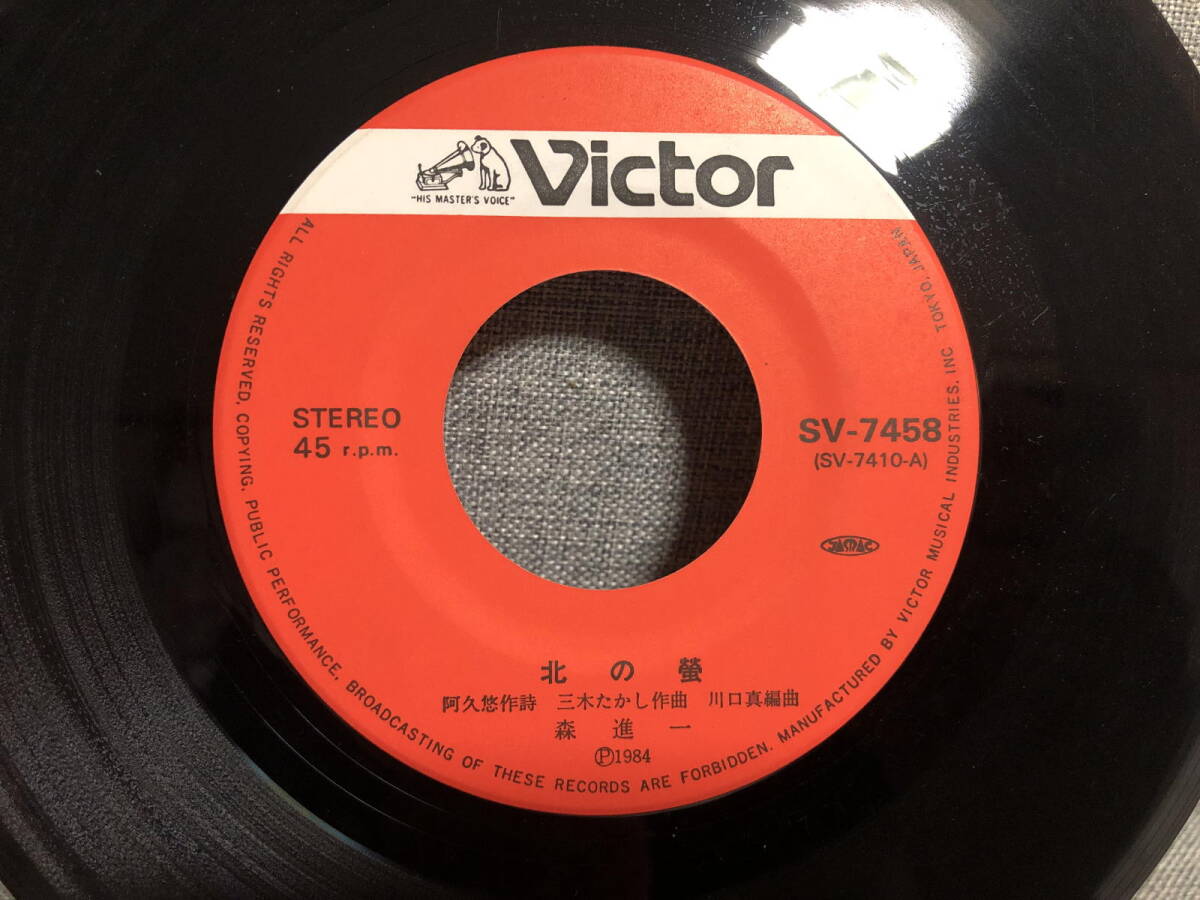 Victor
"HIS MASTER'S VOICE"
STEREO
45 r.p.m.
SV-7458
(SV-7410-A)
JASRAC
北の螢
阿久悠作詩 三木たかし作曲 川口真編曲
森進一
Ⓟ1984
ALL RIGHTS RESERVED, COPYING, PUBLIC PERFORMANCE, BROADCASTING OF THESE RECORDS ARE FORBIDDEN. MANUFACTURED BY VICTOR MUSICAL INDUSTRIES, INC TOKYO, JAPAN